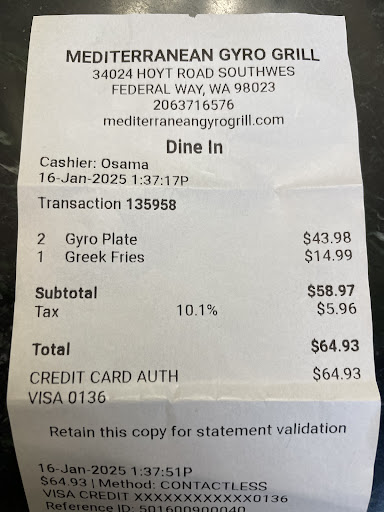 MEDITERRANEAN GYRO GRILL
34024 HOYT ROAD SOUTHWES
FEDERAL WAY, WA 98023
2063716576
mediterraneangyrogrill.com
Dine In
Cashier: Osama
16-Jan-2025 1:37:17P
Transaction 135958
2 Gyro Plate $43.98
1 Greek Fries $14.99
Subtotal $58.97
Tax 10.1% $5.96
Total $64.93
CREDIT CARD AUTH $64.93
VISA 0136
Retain this copy for statement validation
16-Jan-2025 1:37:51P
$64.93 | Method: CONTACTLESS
VISA CREDIT XXXXXXXXXXXX0136
Reference ID: 501600900040